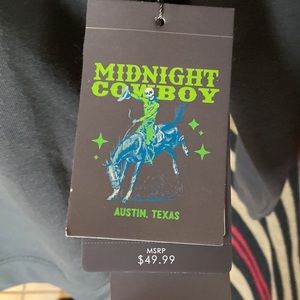 MIDNIGHT
COWBOY
AUSTIN, TEXAS
MSRP
$49.99